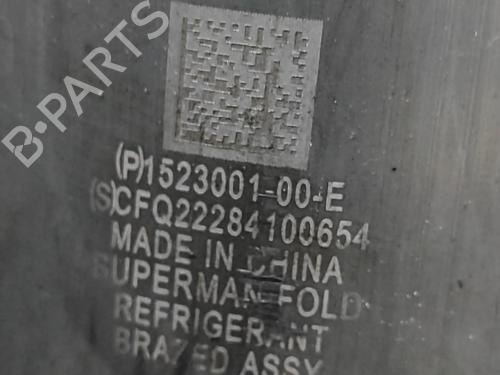 B-PARTS
(P)1523001-00-E
(S)CFQ22284100654
MADE IN CHINA
SUPERMANIFOLD
REFRIGERANT
BRAZED ASSY